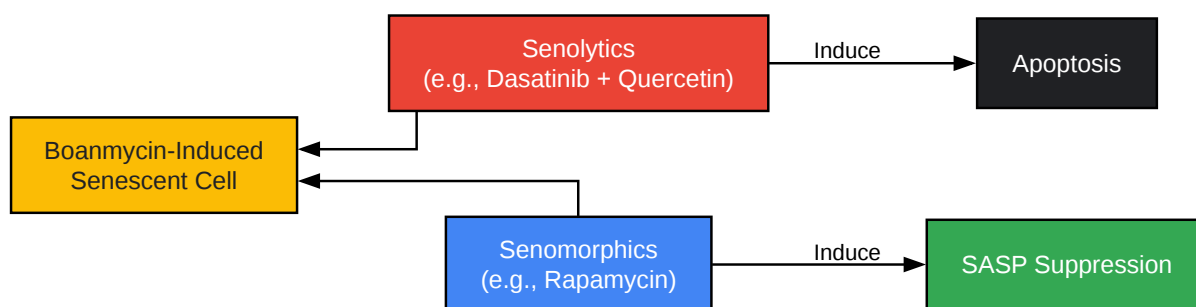 Senolytics
(e.g., Dasatinib + Quercetin)
Induce
Apoptosis
Boanmycin-Induced
Senescent Cell
Senomorphics
(e.g., Rapamycin)
Induce
SASP Suppression